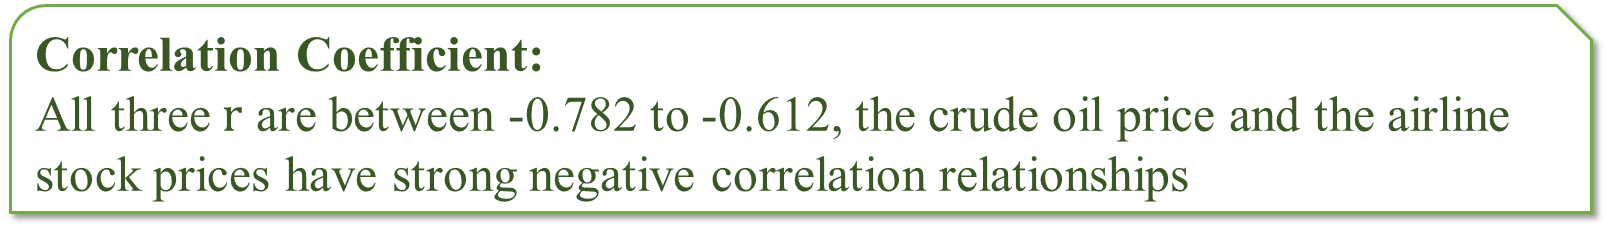 Correlation Coefficient:
All three r are between -0.782 to -0.612, the crude oil price and the airline
stock prices have strong negative correlation relationships